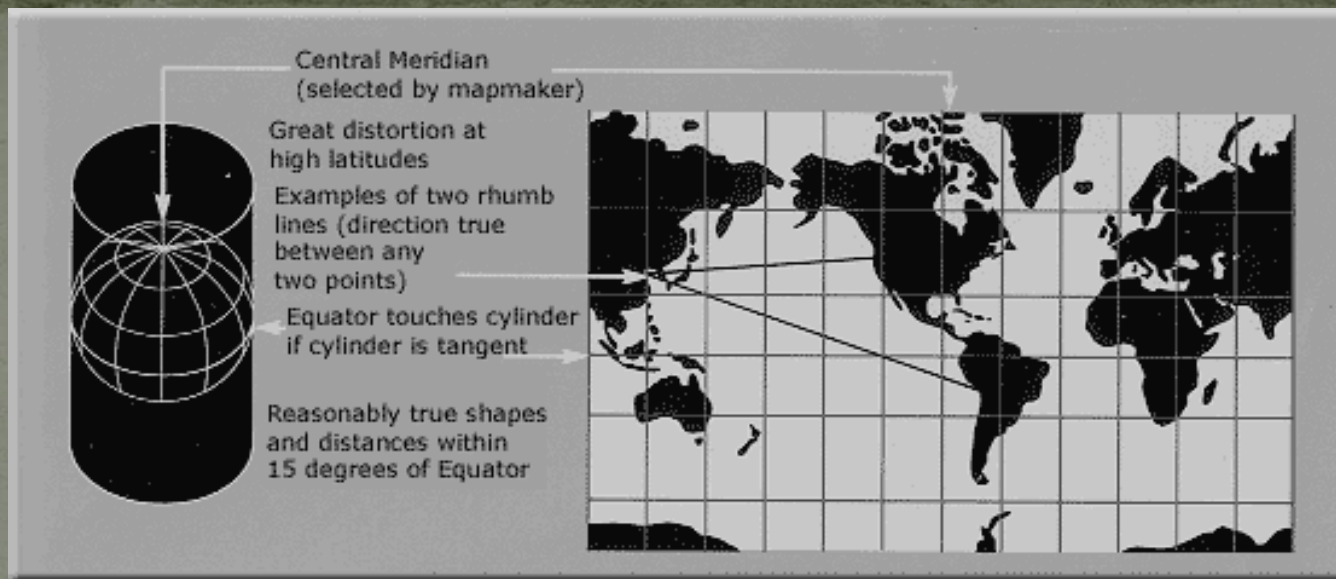 Central Meridian
(selected by mapmaker)
Great distortion at
high latitudes
Examples of two rhumb
lines (direction true
between any
two points)
Equator touches cylinder
if cylinder is tangent
Reasonably true shapes
and distances within
15 degrees of Equator